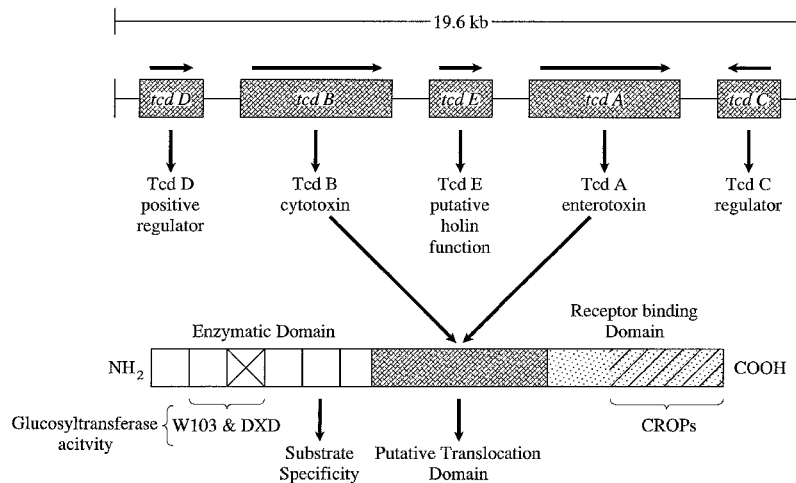 19.6 kb
tcd D
tcd B
tcd E
tcd A
tcd C
Tcd D
positive
regulator
Tcd B
cytotoxin
Tcd E
putative
holin
function
Tcd A
enterotoxin
Tcd C
regulator
Enzymatic Domain
Receptor binding
Domain
NH2
COOH
Glucosyltransferase
acitvity
W103 & DXD
Substrate
Specificity
Putative Translocation
Domain
CROPs